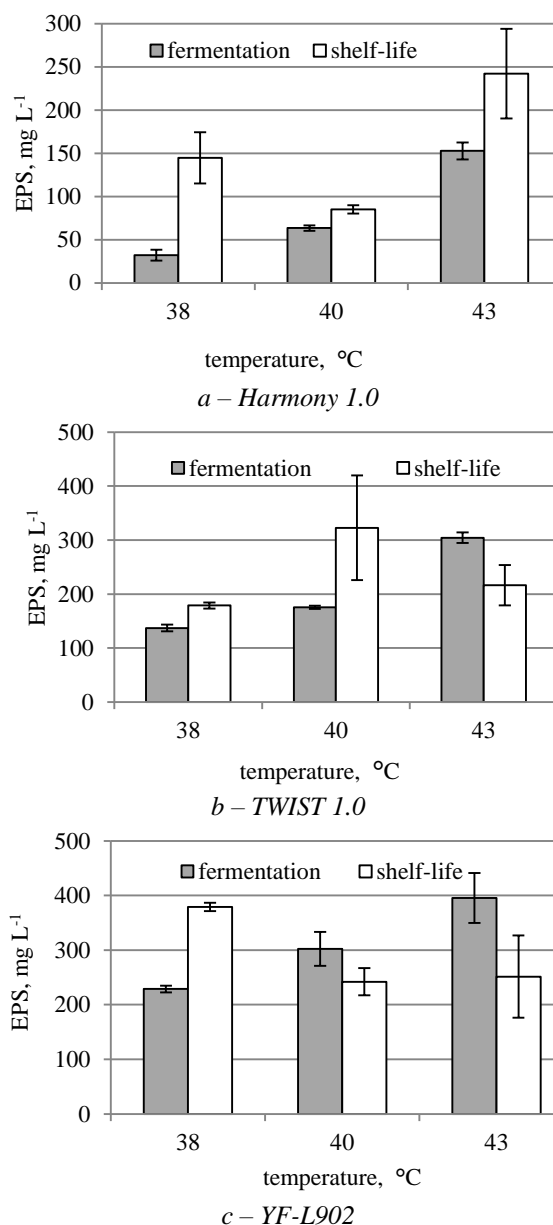 300
250
200
150
100
50
0
EPS, mg L⁻¹
fermentation shelf-life
38 40 43
temperature, °C
a – Harmony 1.0
500
400
300
200
100
0
EPS, mg L⁻¹
fermentation shelf-life
38 40 43
temperature, °C
b – TWIST 1.0
500
400
300
200
100
0
EPS, mg L⁻¹
fermentation shelf-life
38 40 43
temperature, °C
c – YF-L902